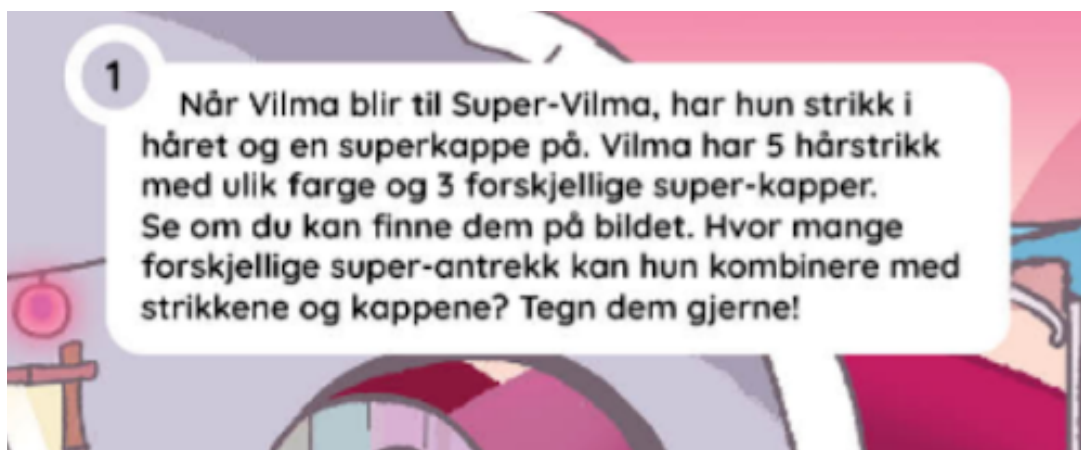 1
Når Vilma blir til Super-Vilma, har hun strikk i
håret og en superkappe på. Vilma har 5 hårstrikk
med ulik farge og 3 forskjellige super-kapper.
Se om du kan finne dem på bildet. Hvor mange
forskjellige super-antrekk kan hun kombinere med
strikkene og kappene? Tegn dem gjerne!